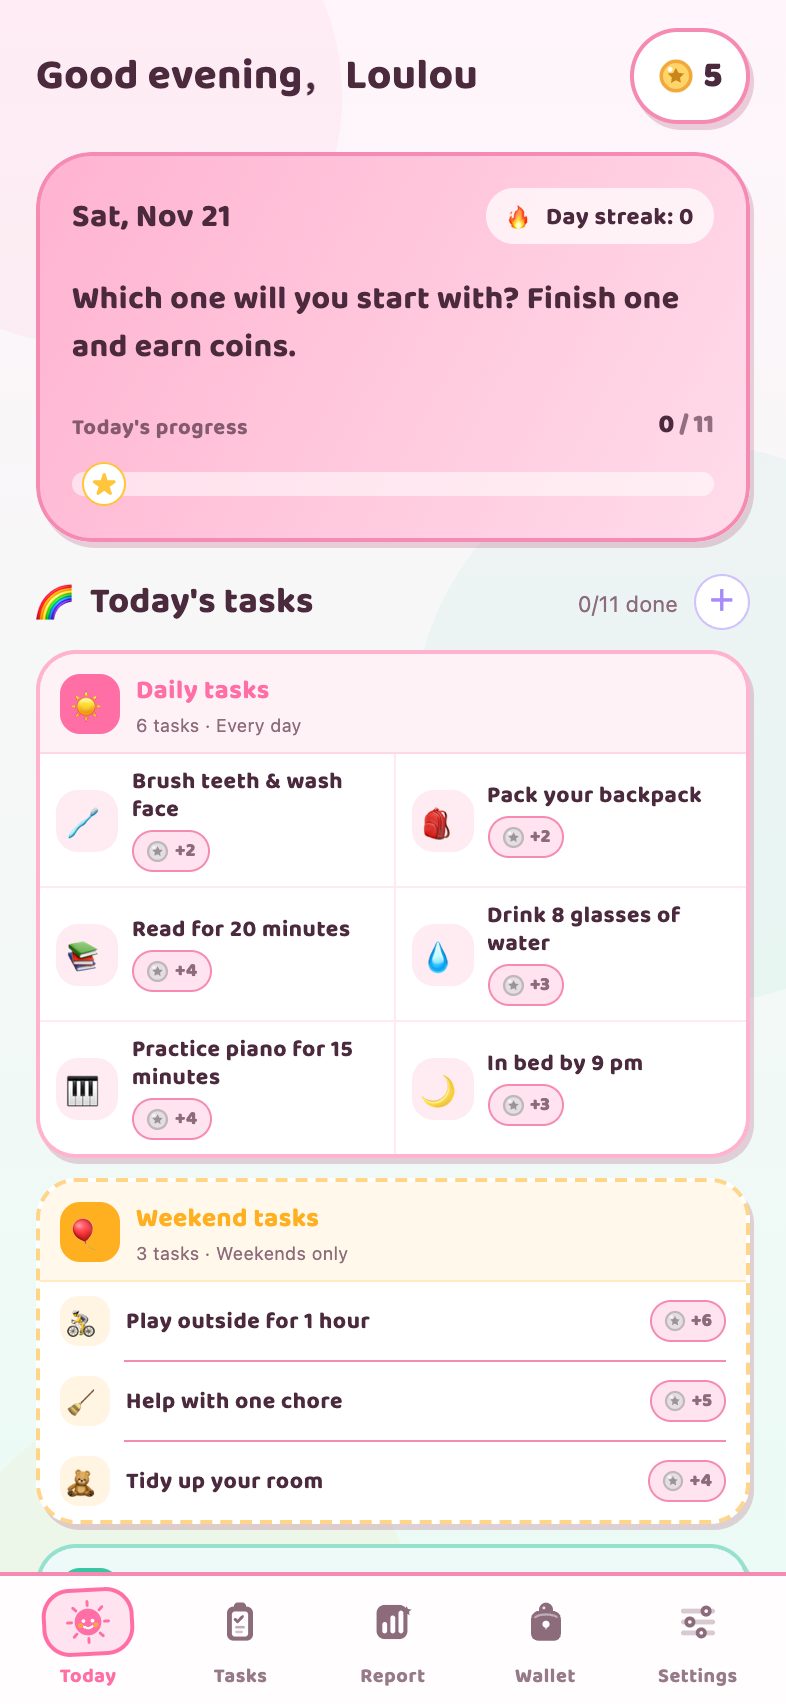 Good evening, Loulou
5
Sat, Nov 21
Day streak: 0
Which one will you start with? Finish one
and earn coins.
Today's progress
0 / 11
Today's tasks
0/11 done
Daily tasks
6 tasks · Every day
Brush teeth & wash
face
+2
Pack your backpack
+2
Read for 20 minutes
+4
Drink 8 glasses of
water
+3
Practice piano for 15
minutes
+4
In bed by 9 pm
+3
Weekend tasks
3 tasks · Weekends only
Play outside for 1 hour
+6
Help with one chore
+5
Tidy up your room
+4
Today
Tasks
Report
Wallet
Settings